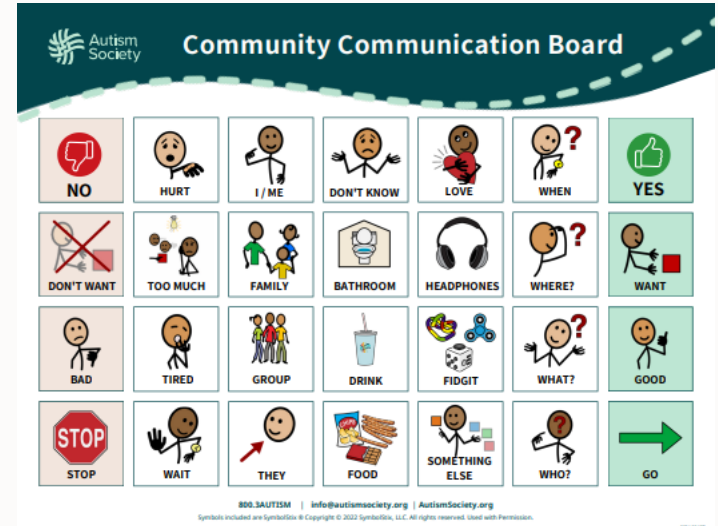 Autism
Society
Community Communication Board
NO
HURT
I / ME
DON'T KNOW
LOVE
WHEN
YES
DON'T WANT
TOO MUCH
FAMILY
BATHROOM
HEADPHONES
WHERE?
WANT
BAD
TIRED
GROUP
DRINK
FIDGIT
WHAT?
GOOD
STOP
STOP
WAIT
THEY
CHIPS
FOOD
SOMETHING
ELSE
WHO?
GO
800.3AUTISM | info@autismsociety.org | AutismSociety.org
Symbols included are SymbolStix ® Copyright © 2022 SymbolStix, LLC. All rights reserved. Used with Permission.